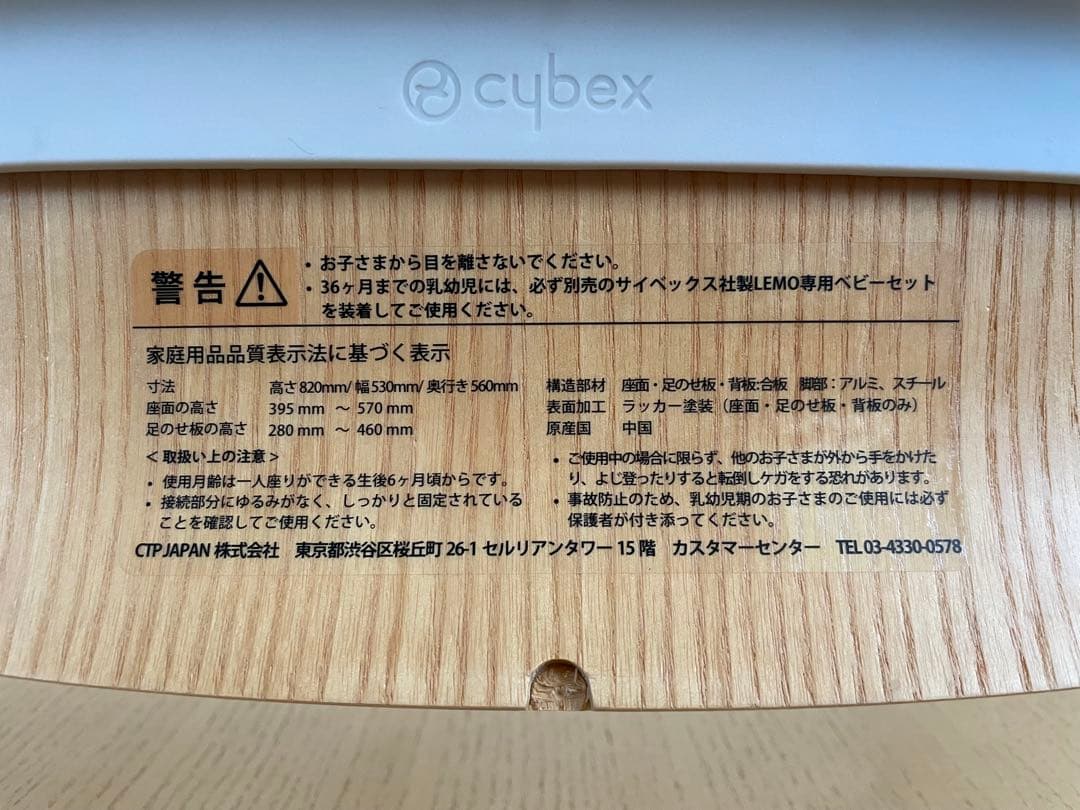 cybex
警告
・お子さまから目を離さないでください。
・36ヶ月までの乳幼児には、必ず別売のサイベックス社製LEMO専用ベビーセット
を装着してご使用ください。
家庭用品品質表示法に基づく表示
寸法 高さ820mm/ 幅530mm/ 奥行き560mm
座面の高さ 395 mm ～ 570 mm
足のせ板の高さ 280 mm ～ 460 mm
＜取扱い上の注意＞
・使用月齢は一人座りができる生後6ヶ月頃からです。
・接続部分にゆるみがなく、しっかりと固定されている
ことを確認してご使用ください。
構造部材 座面・足のせ板・背板:合板 脚部：アルミ、スチール
表面加工 ラッカー塗装（座面・足のせ板・背板のみ）
原産国 中国
・ご使用中の場合に限らず、他のお子さまが外から手をかけた
り、よじ登ったりすると転倒しケガをする恐れがあります。
・事故防止のため、乳幼児期のお子さまのご使用には必ず
保護者が付き添ってください。
CTP JAPAN 株式会社 東京都渋谷区桜丘町 26-1 セルリアンタワー 15 階 カスタマーセンター TEL 03-4330-0578